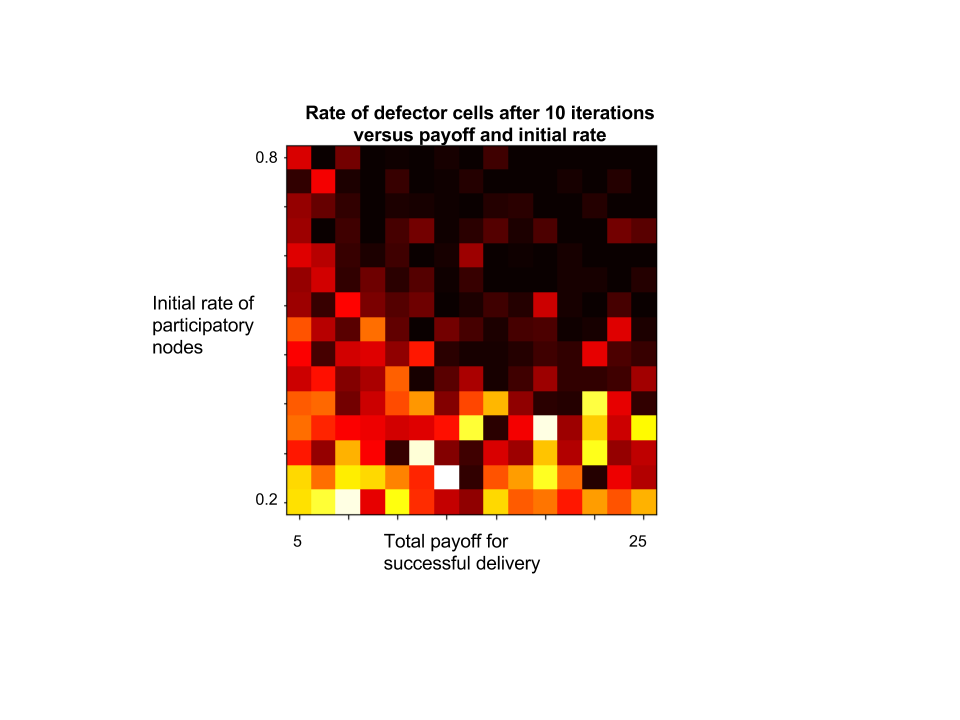 Rate of defector cells after 10 iterations
versus payoff and initial rate
0.8
Initial rate of
participatory
nodes
0.2
5
Total payoff for
successful delivery
25